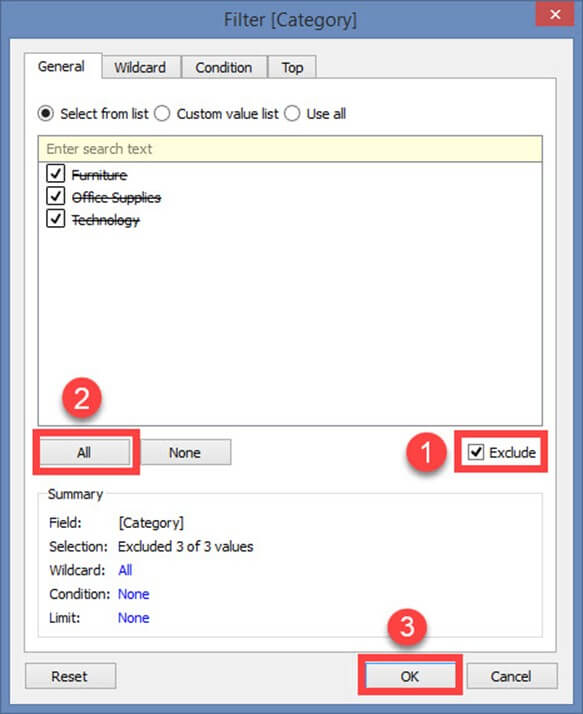 Filter [Category]
General Wildcard Condition Top
Select from list Custom value list Use all
Enter search text
Furniture
Office Supplies
Technology
2
All None 1 Exclude
Summary
Field: [Category]
Selection: Excluded 3 of 3 values
Wildcard: All
Condition: None
Limit: None
3
Reset OK Cancel